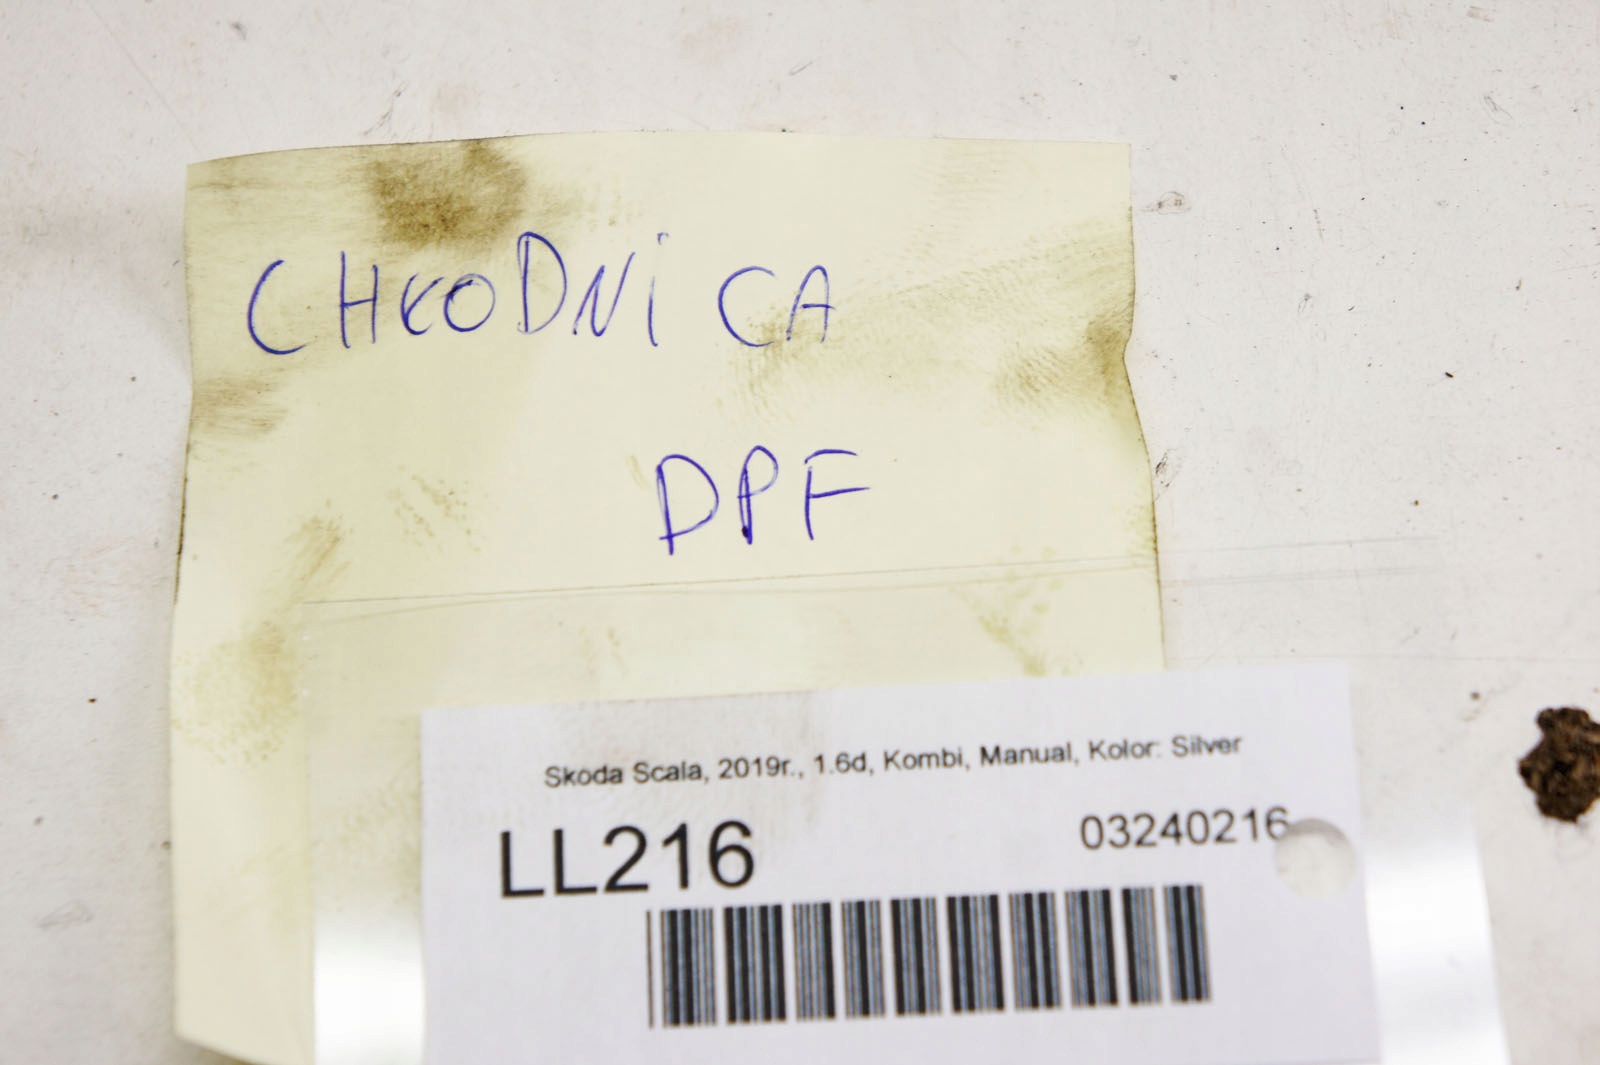 CHŁODNICA
DPF
Skoda Scala, 2019r., 1.6d, Kombi, Manual, Kolor: Silver
LL216
03240216